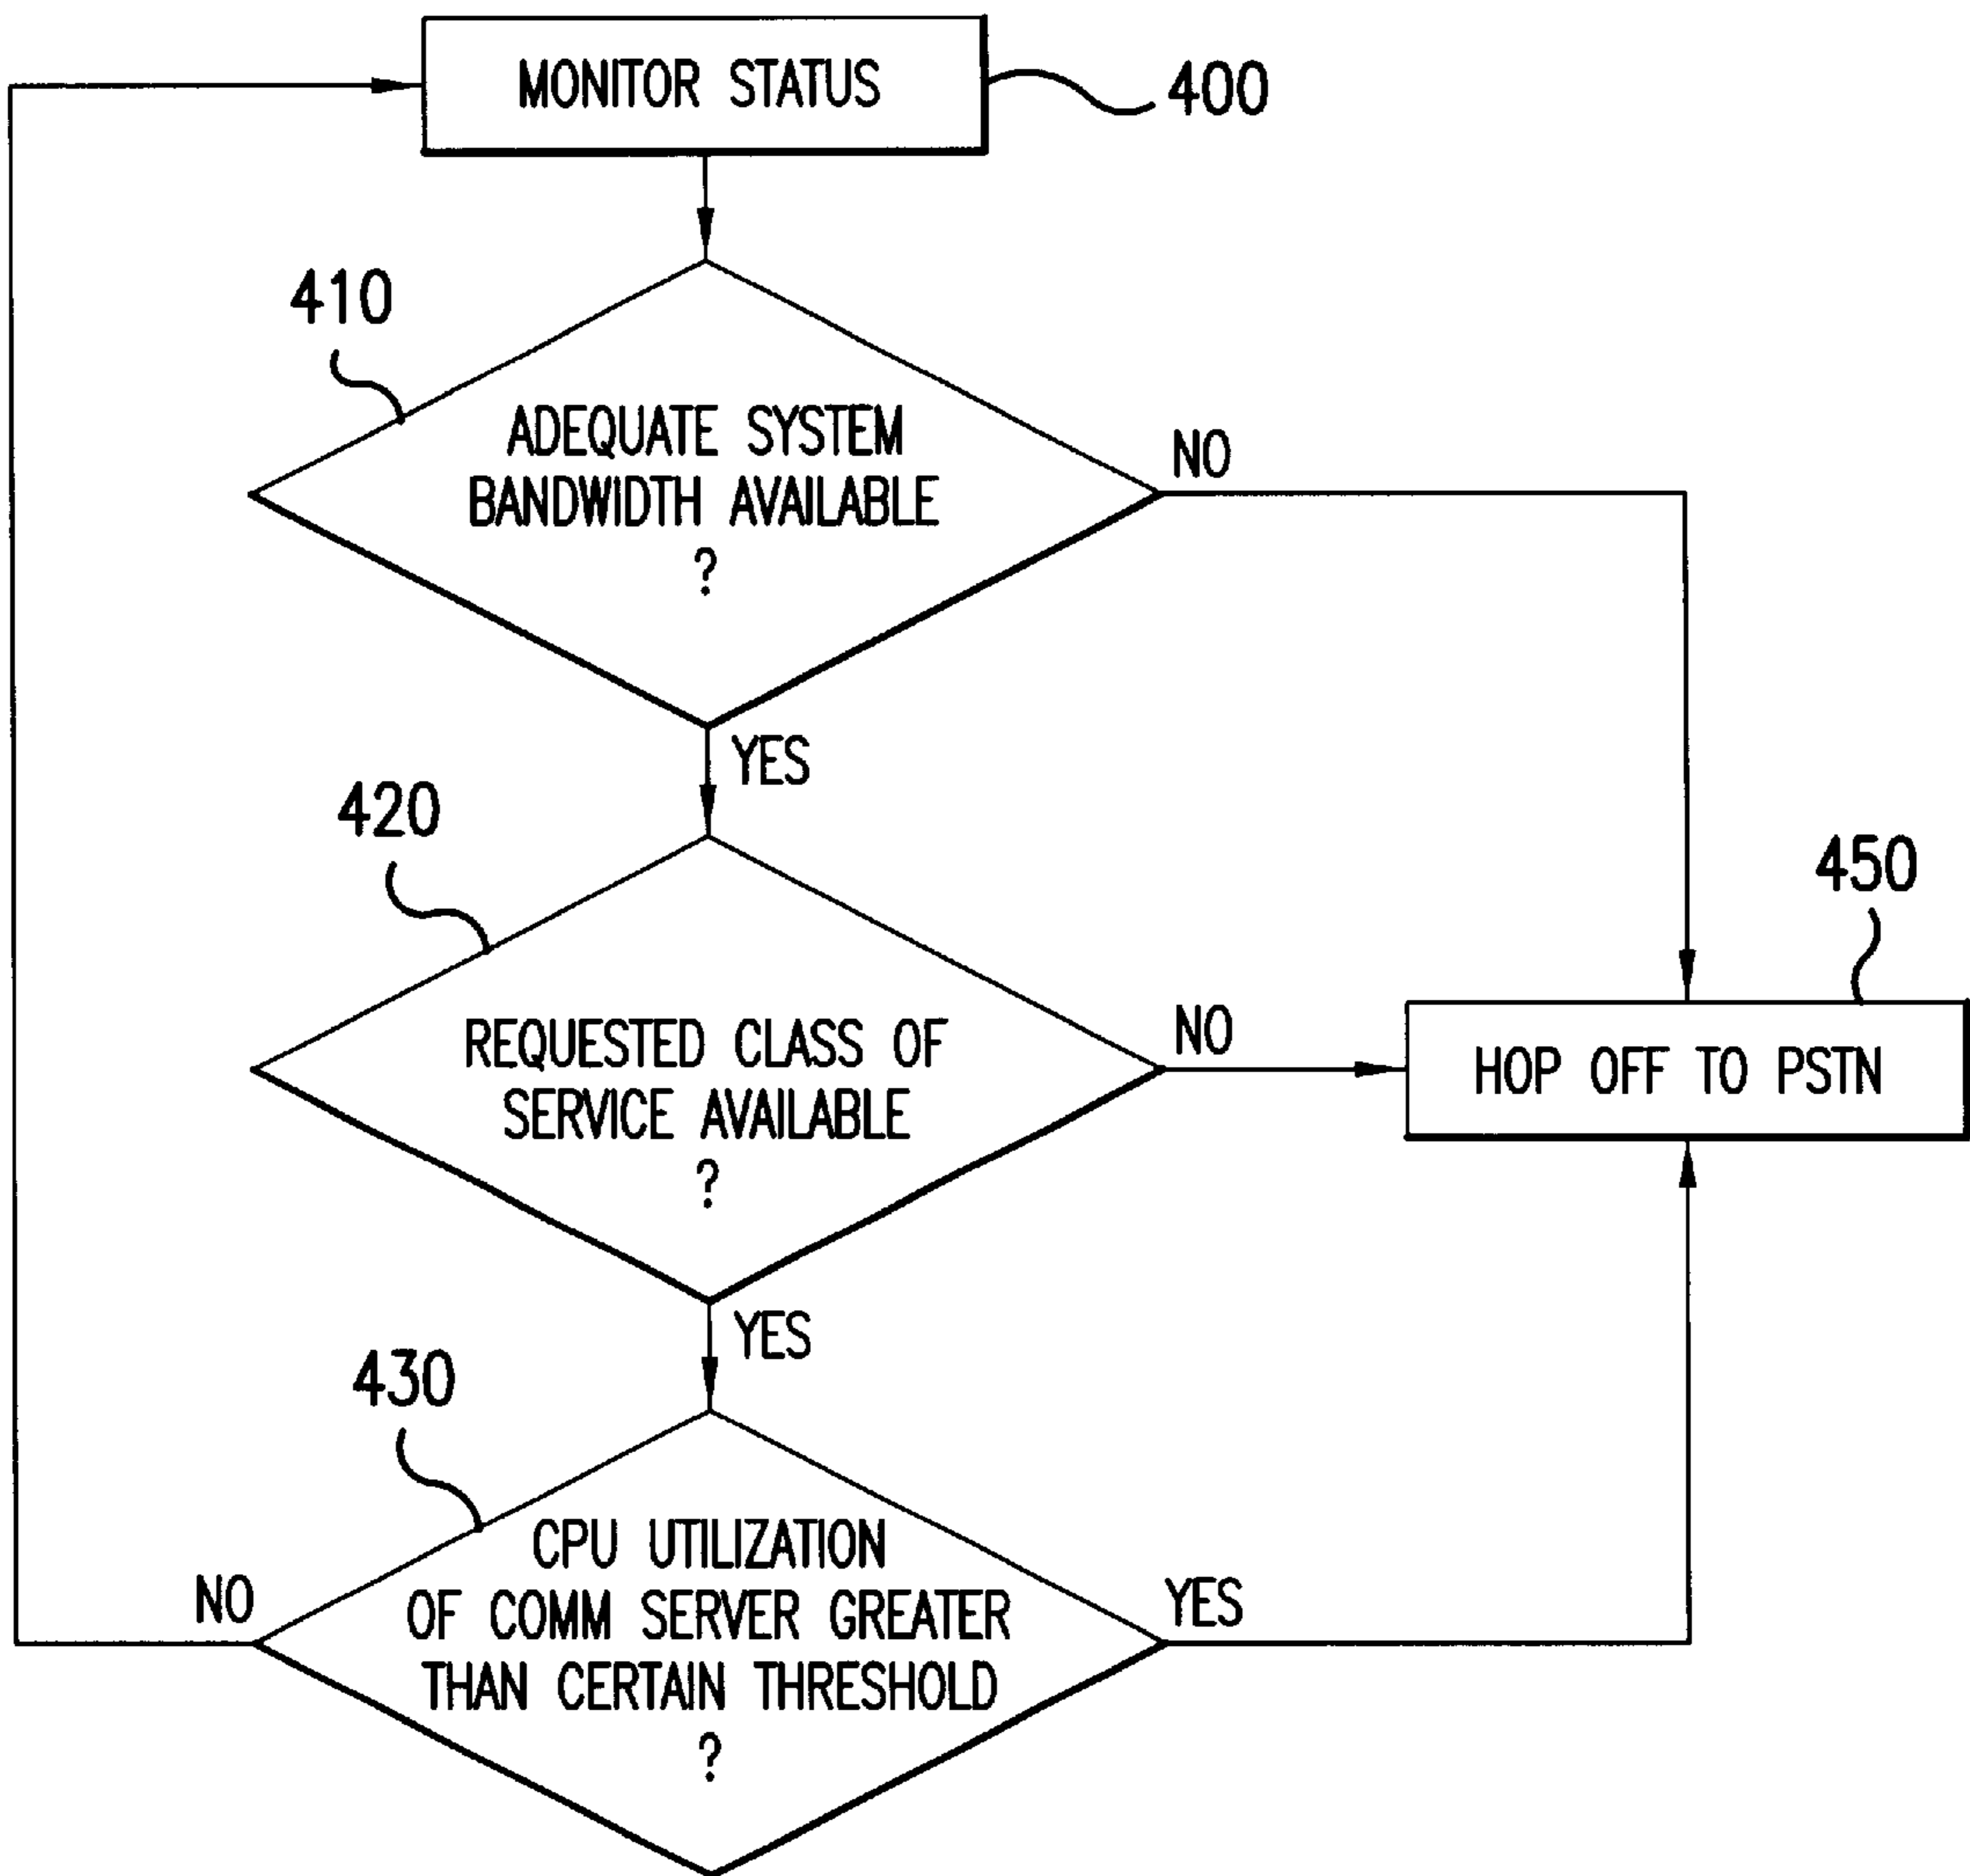 MONITOR STATUS
400
410
ADEQUATE SYSTEM
BANDWIDTH AVAILABLE
?
NO
YES
420
REQUESTED CLASS OF
SERVICE AVAILABLE
?
NO
450
HOP OFF TO PSTN
YES
430
CPU UTILIZATION
OF COMM SERVER GREATER
THAN CERTAIN THRESHOLD
?
NO
YES